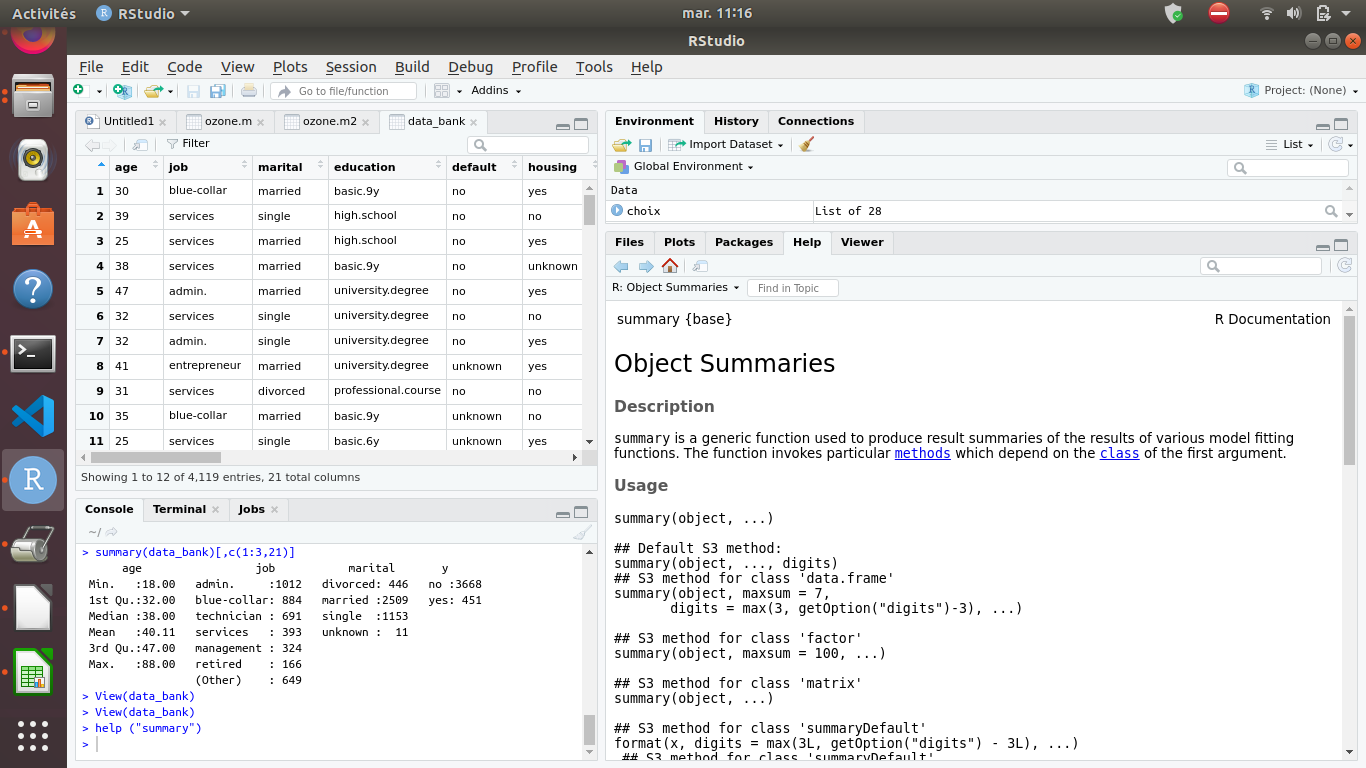 Activités RStudio mar. 11:16
RStudio
File Edit Code View Plots Session Build Debug Profile Tools Help
Go to file/function Addins Project: (None)
Untitled1 ozone.m ozone.m2 data_bank
Filter
age job marital education default housing
1 30 blue-collar married basic.9y no yes
2 39 services single high.school no no
3 25 services married high.school no yes
4 38 services married basic.9y no unknown
5 47 admin. married university.degree no yes
6 32 services single university.degree no no
7 32 admin. single university.degree no yes
8 41 entrepreneur married university.degree unknown yes
9 31 services divorced professional.course no no
10 35 blue-collar married basic.9y unknown no
11 25 services single basic.6y unknown yes
Showing 1 to 12 of 4,119 entries, 21 total columns
Console Terminal Jobs
~/
> summary(data_bank)[,c(1:3,21)]
age job marital y
Min. :18.00 admin. :1012 divorced: 446 no :3668
1st Qu.:32.00 blue-collar: 884 married :2509 yes: 451
Median :38.00 technician : 691 single :1153
Mean :40.11 services : 393 unknown : 11
3rd Qu.:47.00 management : 324
Max. :88.00 retired : 166
(Other) : 649
> View(data_bank)
> View(data_bank)
> help ("summary")
>
Environment History Connections
Import Dataset List
Global Environment
Data
choix List of 28
Files Plots Packages Help Viewer
R: Object Summaries Find in Topic
summary {base} R Documentation
Object Summaries
Description
summary is a generic function used to produce result summaries of the results of various model fitting
functions. The function invokes particular methods which depend on the class of the first argument.
Usage
summary(object, ...)
## Default S3 method:
summary(object, ..., digits)
## S3 method for class 'data.frame'
summary(object, maxsum = 7,
digits = max(3, getOption("digits")-3), ...)
## S3 method for class 'factor'
summary(object, maxsum = 100, ...)
## S3 method for class 'matrix'
summary(object, ...)
## S3 method for class 'summaryDefault'
format(x, digits = max(3L, getOption("digits") - 3L), ...)
## S3 method for class 'summaryDefault'